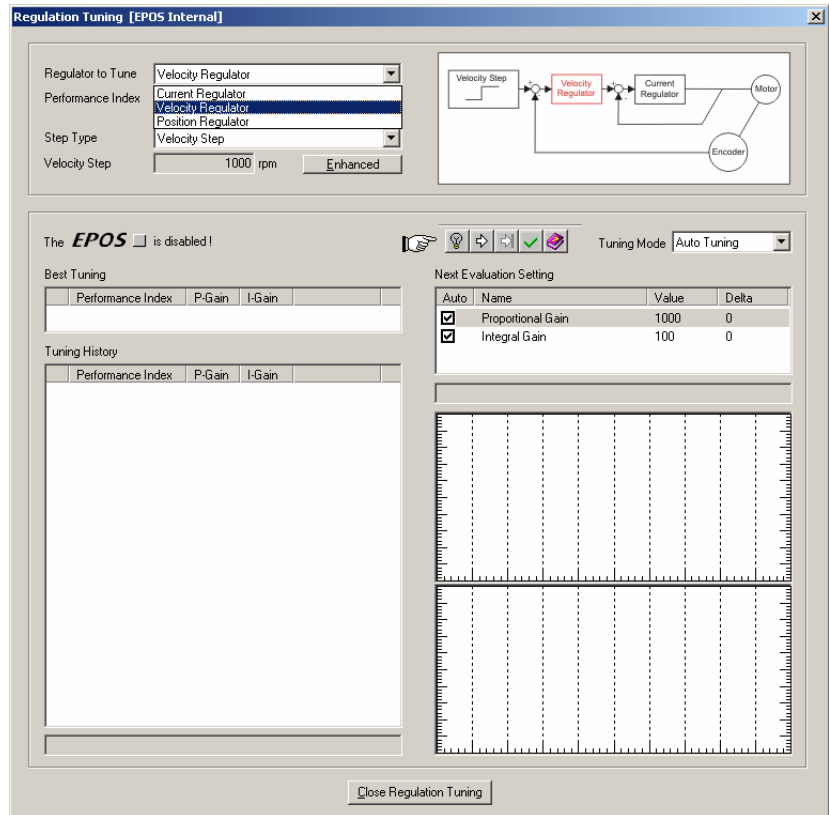 Regulation Tuning [EPOS Internal]
Regulator to Tune Velocity Regulator
Performance Index Current Regulator
Velocity Regulator
Position Regulator
Step Type Velocity Step
Velocity Step 1000 rpm Enhanced
Velocity Step
Velocity Regulator
Current Regulator
Motor
Encoder
The EPOS is disabled !
Tuning Mode Auto Tuning
Best Tuning
Performance Index P-Gain I-Gain
Tuning History
Performance Index P-Gain I-Gain
Next Evaluation Setting
Auto Name Value Delta
Proportional Gain 1000 0
Integral Gain 100 0
Close Regulation Tuning